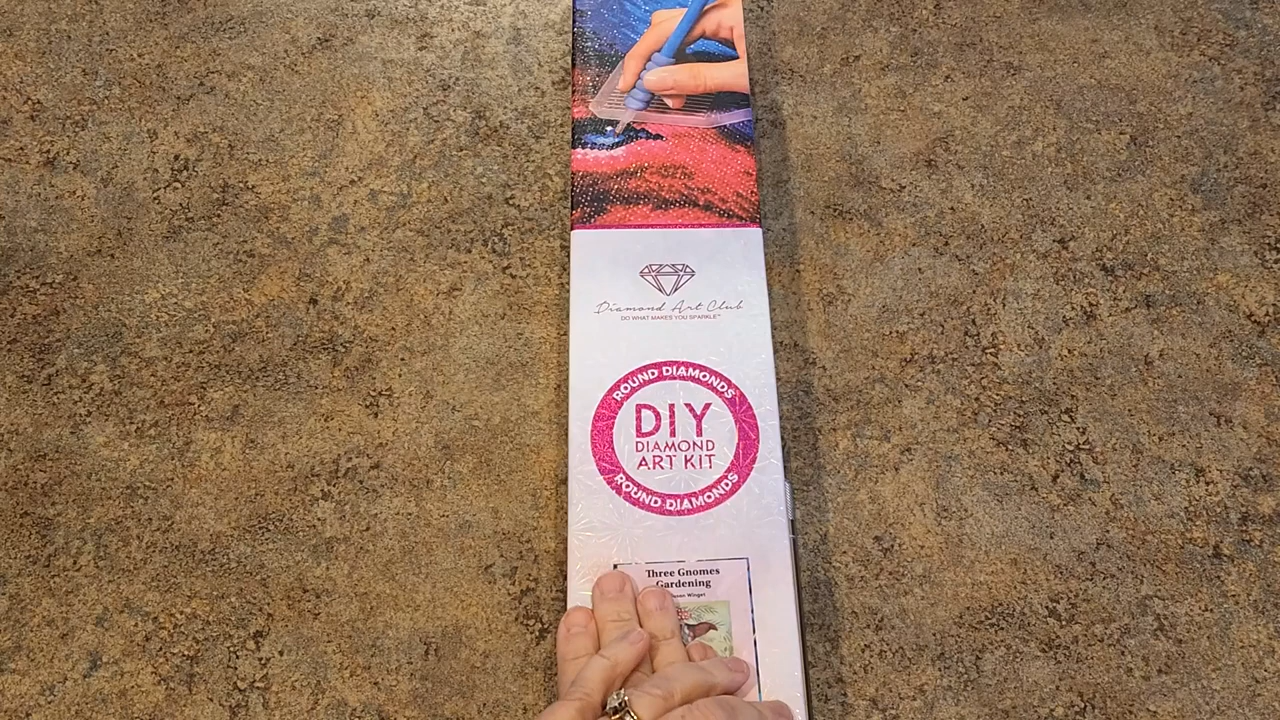 Diamond Art Club
DO WHAT MAKES YOU SPARKLE™
ROUND DIAMONDS
DIY
DIAMOND
ART KIT
ROUND DIAMONDS
Three Gnomes
Gardening
Winget